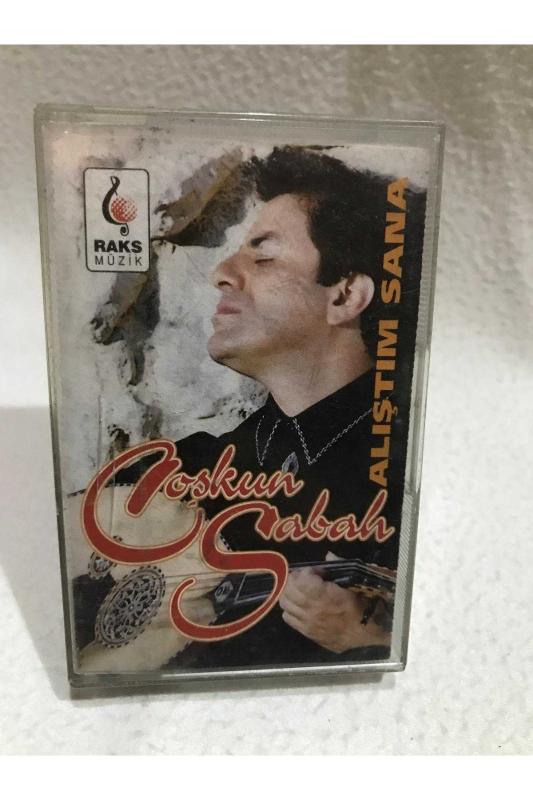 RAKS
MÜZİK
ALIŞTIM SANA
Coşkun
Sabah